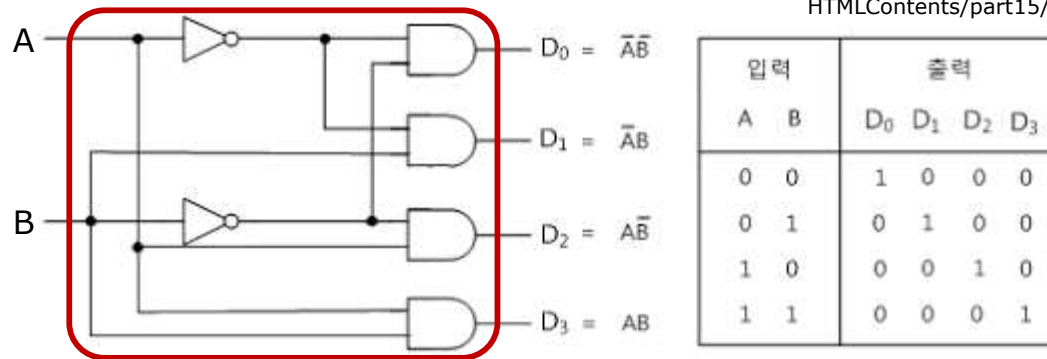 HTMLContents/part15/
A
D₀ = A̅B̅
D₁ = A̅B
B
D₂ = AB̅
D₃ = AB
입력 출력
A B D₀ D₁ D₂ D₃
0 0 1 0 0 0
0 1 0 1 0 0
1 0 0 0 1 0
1 1 0 0 0 1